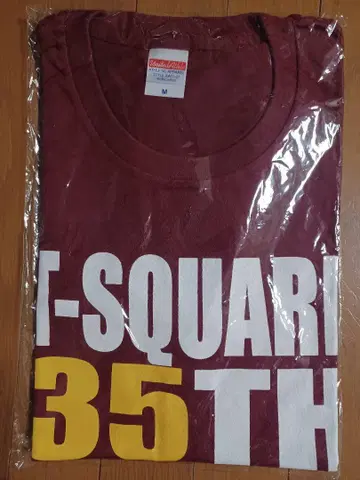 United Athle
M
T-SQUARE
35TH